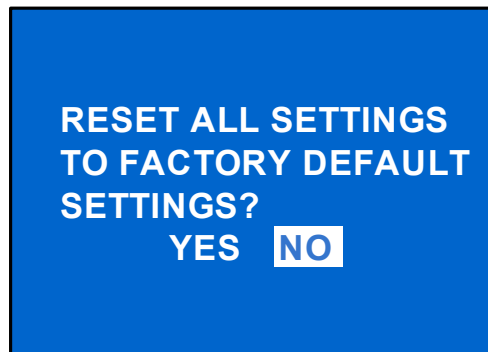 RESET ALL SETTINGS
TO FACTORY DEFAULT
SETTINGS?
YES NO